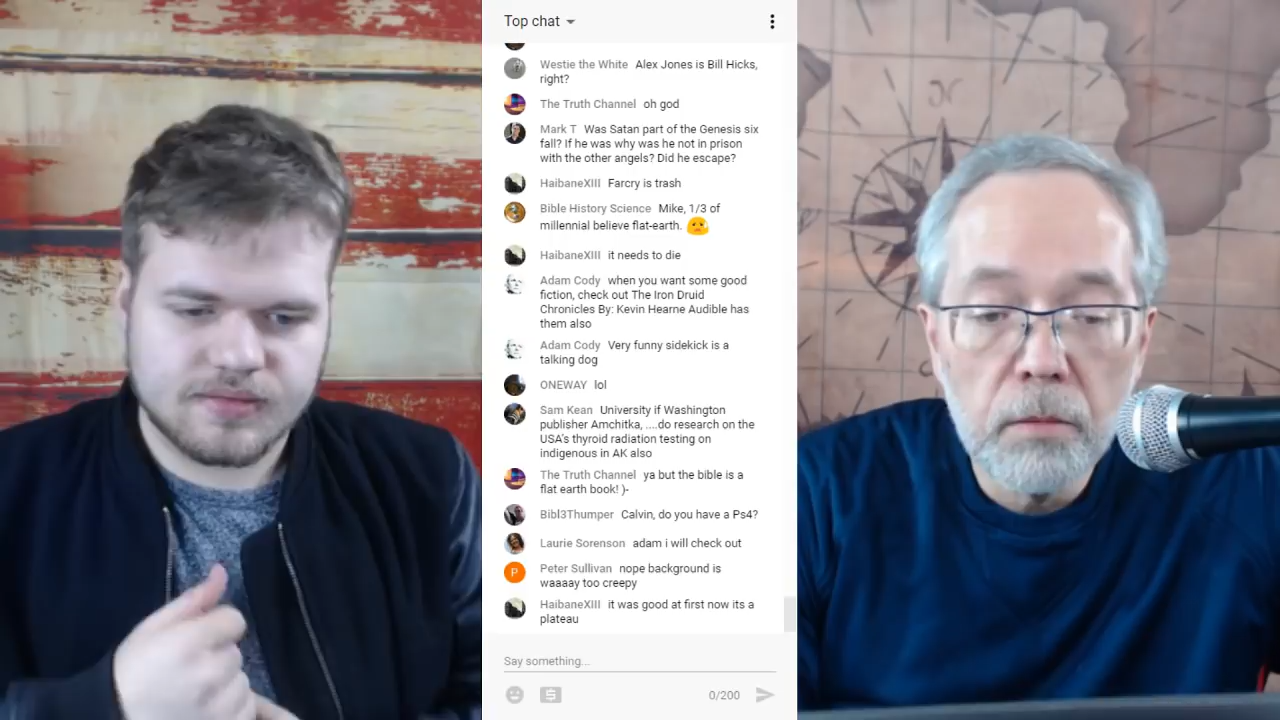 Top chat
Westie the White Alex Jones is Bill Hicks,
right?
The Truth Channel oh god
Mark T Was Satan part of the Genesis six
fall? If he was why was he not in prison
with the other angels? Did he escape?
HaibaneXIII Farcry is trash
Bible History Science Mike, 1/3 of
millennial believe flat-earth.
HaibaneXIII it needs to die
Adam Cody when you want some good
fiction, check out The Iron Druid
Chronicles By: Kevin Hearne Audible has
them also
Adam Cody Very funny sidekick is a
talking dog
ONEWAY lol
Sam Kean University if Washington
publisher Amchitka, ....do research on the
USA's thyroid radiation testing on
indigenous in AK also
The Truth Channel ya but the bible is a
flat earth book! )-
Bibl3Thumper Calvin, do you have a Ps4?
Laurie Sorenson adam i will check out
P
Peter Sullivan nope background is
waaaay too creepy
HaibaneXIII it was good at first now its a
plateau
Say something...
0/200